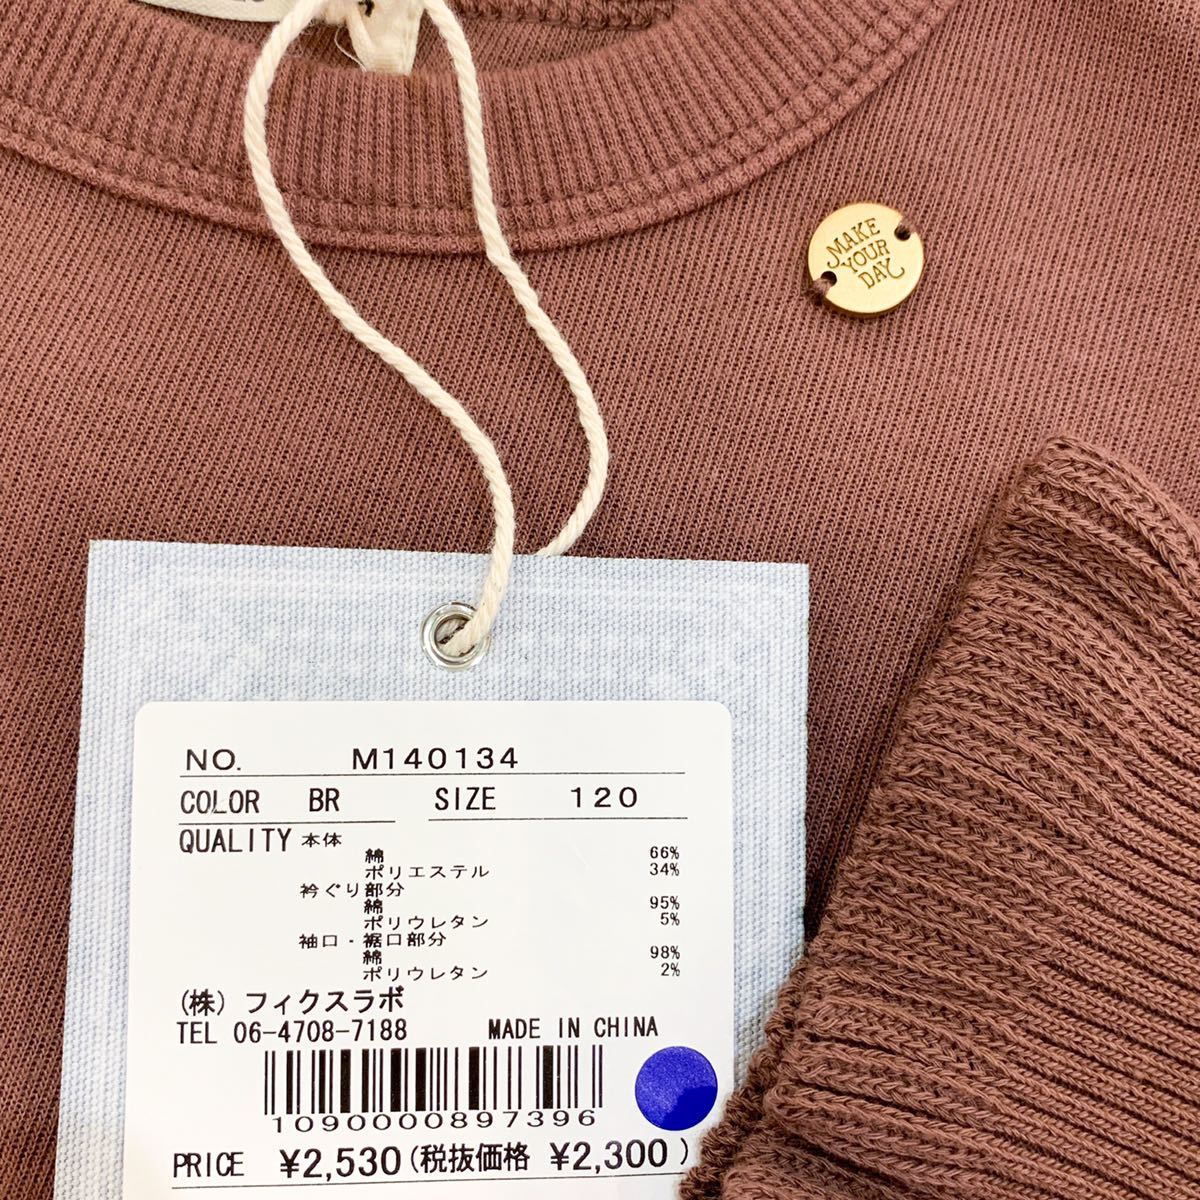 MAKE
YOUR
DAY
NO. M140134
COLOR BR SIZE 120
QUALITY 本体
綿 66%
ポリエステル 34%
衿ぐり部分
綿 95%
ポリウレタン 5%
袖口・裾口部分
綿 98%
ポリウレタン 2%
(株) フィクスラボ
TEL 06-4708-7188 MADE IN CHINA
1090000897396
PRICE ¥2,530 (税抜価格 ¥2,300 )